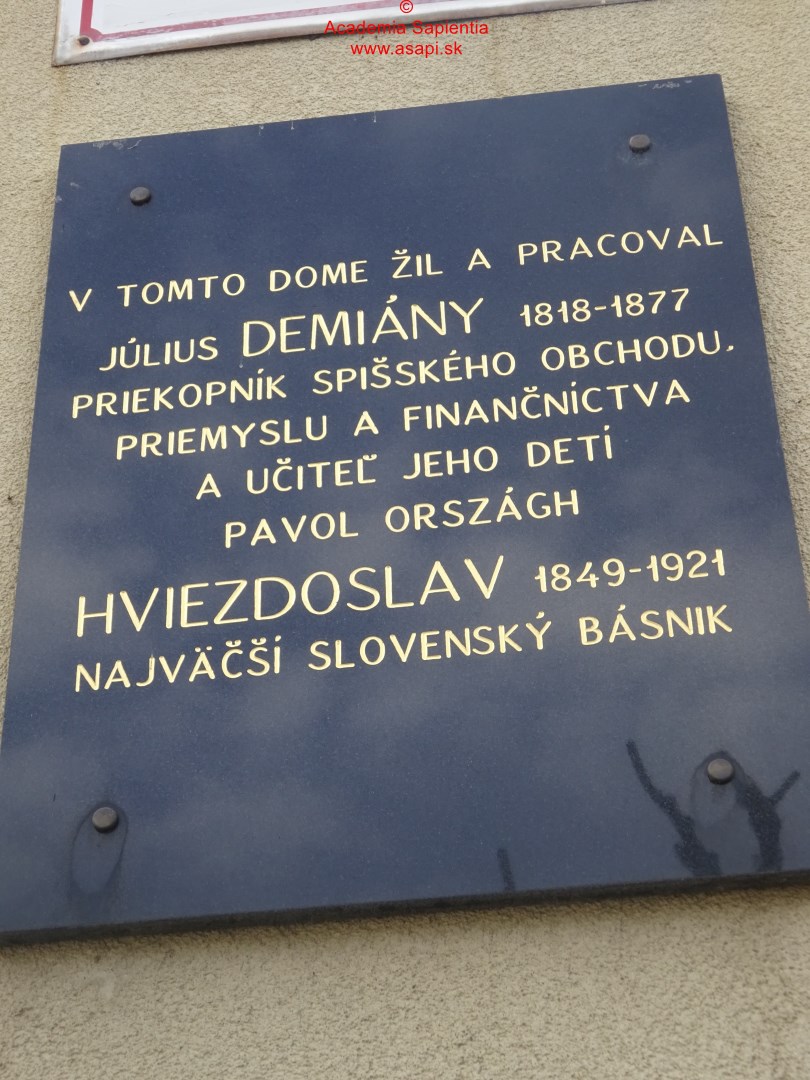 ©
Academia Sapientia
www.asapi.sk
V TOMTO DOME ŽIL A PRACOVAL
JÚLIUS DEMIÁNY 1818-1877
PRIEKOPNÍK SPIŠSKÉHO OBCHODU,
PRIEMYSLU A FINANČNÍCTVA
A UČITEĽ JEHO DETÍ
PAVOL ORSZÁGH
HVIEZDOSLAV 1849-1921
NAJVÄČŠÍ SLOVENSKÝ BÁSNIK